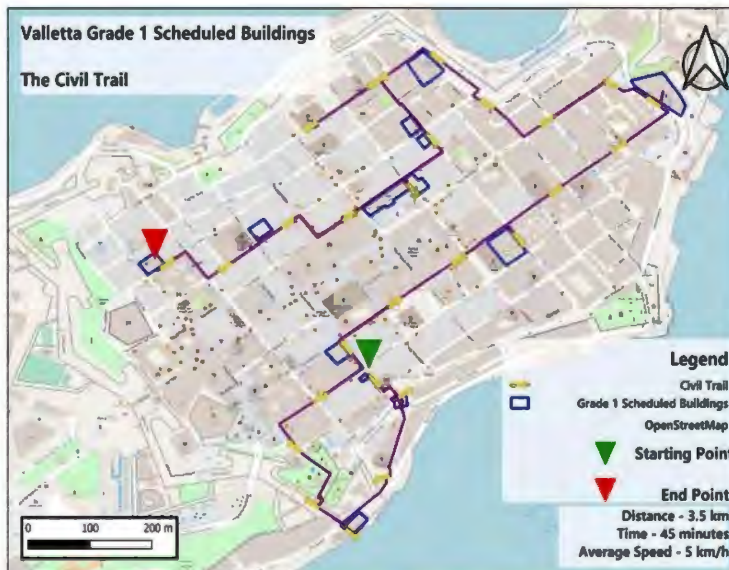 Valletta Grade 1 Scheduled Buildings
The Civil Trail
Legend
Civil Trail
Grade 1 Scheduled Buildings
OpenStreetMap
Starting Point
End Point
Distance - 3.5 km
Time - 45 minutes
Average Speed - 5 km/h
0 100 200 m